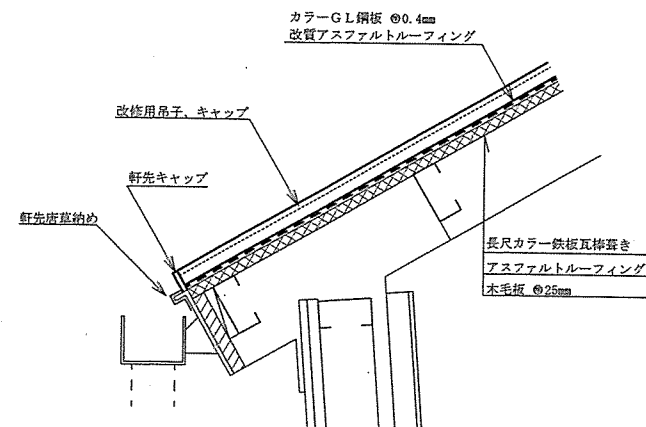 カラーGL鋼板 ⓐ0.4mm
改質アスファルトルーフィング
改修用吊子、キャップ
軒先キャップ
軒先唐草納め
長尺カラー鉄板瓦棒葺き
アスファルトルーフィング
木毛板 ⓐ25mm